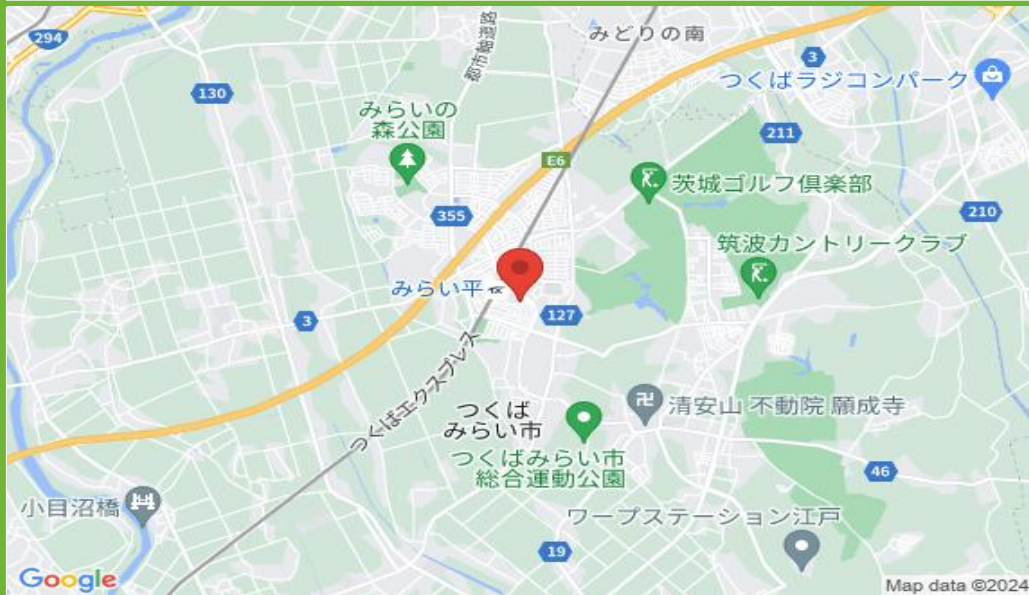 294
都市軸道路
みどりの南
3
つくばラジコンパーク
130
みらいの
森公園
211
E6
茨城ゴルフ倶楽部
355
210
筑波カントリークラブ
みらい平
127
3
つくばエクスプレス
つくば
みらい市
清安山 不動院 願成寺
つくばみらい市
総合運動公園
46
小目沼橋
ワープステーション江戸
19
Google
Map data ©2024